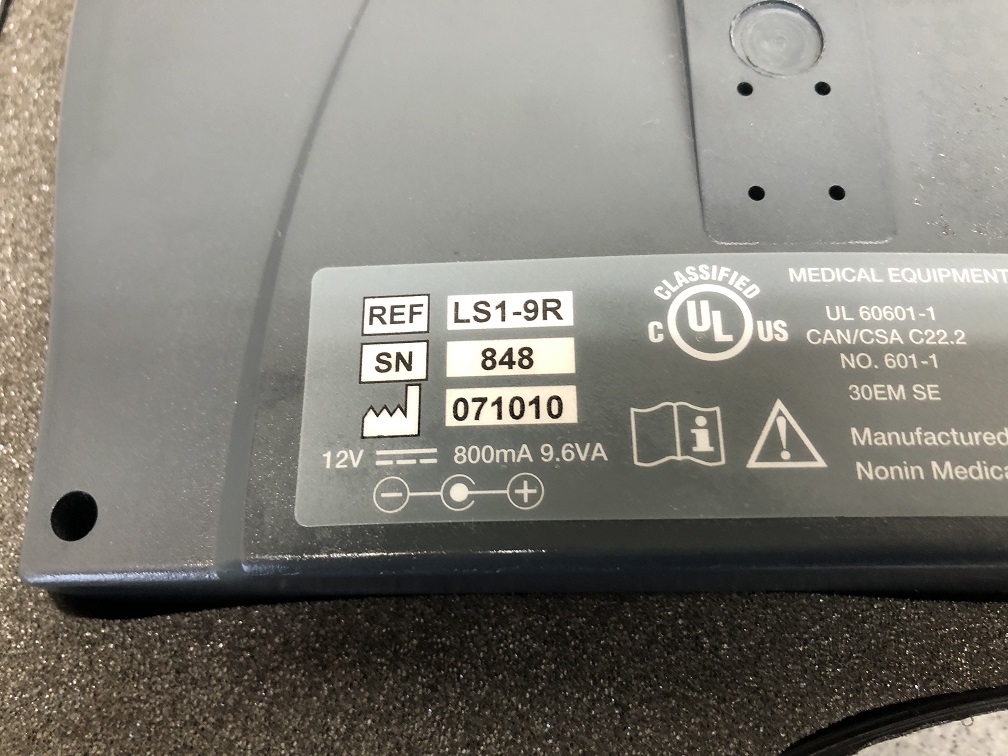 REF LS1-9R
SN 848
071010
12V 800mA 9.6VA
CLASSIFIED
C UL US
MEDICAL EQUIPMENT
UL 60601-1
CAN/CSA C22.2
NO. 601-1
30EM SE
Manufactured
Nonin Medica